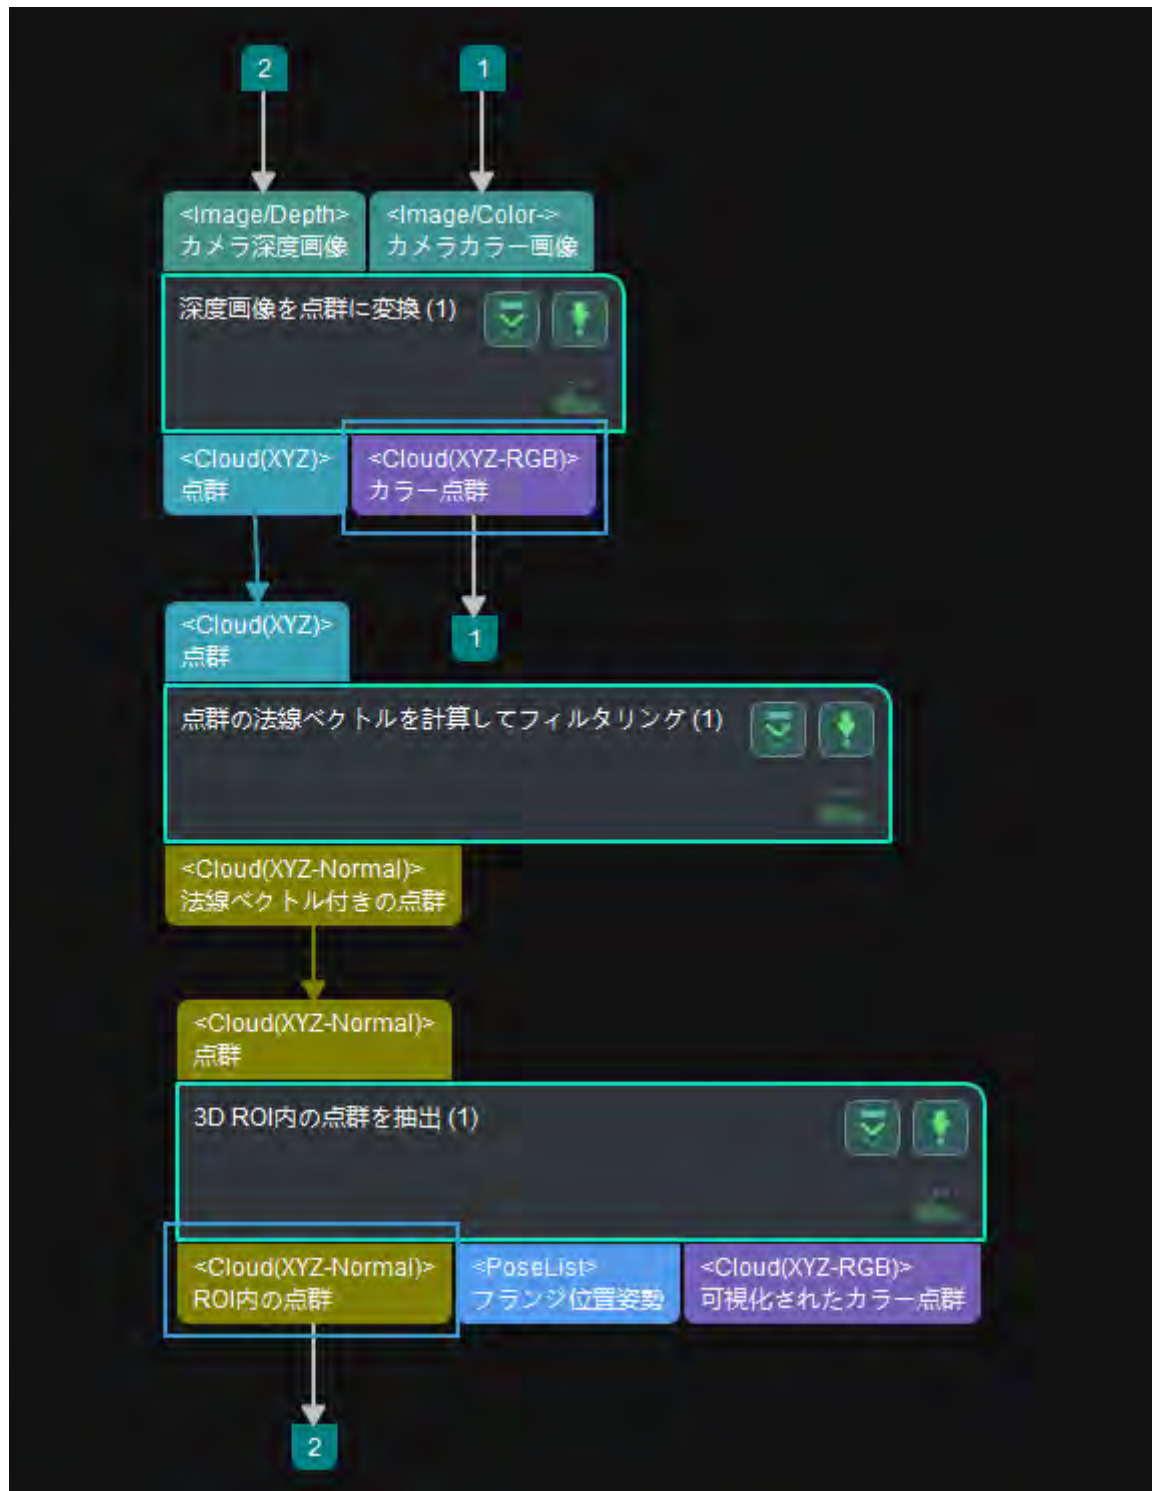 2
1
<Image/Depth>
カメラ深度画像
<Image/Color->
カメラカラー画像
深度画像を点群に変換 (1)
<Cloud(XYZ)>
点群
<Cloud(XYZ-RGB)>
カラー点群
<Cloud(XYZ)>
点群
1
点群の法線ベクトルを計算してフィルタリング (1)
<Cloud(XYZ-Normal)>
法線ベクトル付きの点群
<Cloud(XYZ-Normal)>
点群
3D ROI内の点群を抽出 (1)
<Cloud(XYZ-Normal)>
ROI内の点群
<PoseList>
フランジ位置姿勢
<Cloud(XYZ-RGB)>
可視化されたカラー点群
2